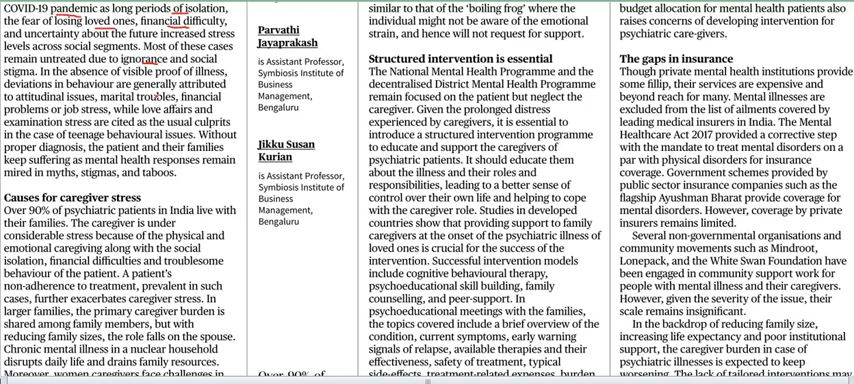 COVID-19 pandemic as long periods of isolation,
the fear of losing loved ones, financial difficulty,
and uncertainty about the future increased stress
levels across social segments. Most of these cases
remain untreated due to ignorance and social
stigma. In the absence of visible proof of illness,
deviations in behaviour are generally attributed
to attitudinal issues, marital troubles, financial
problems or job stress, while love affairs and
examination stress are cited as the usual culprits
in the case of teenage behavioural issues. Without
proper diagnosis, the patient and their families
keep suffering as mental health responses remain
mired in myths, stigmas, and taboos.
Causes for caregiver stress
Over 90% of psychiatric patients in India live with
their families. The caregiver is under
considerable stress because of the physical and
emotional caregiving along with the social
isolation, financial difficulties and troublesome
behaviour of the patient. A patient's
non-adherence to treatment, prevalent in such
cases, further exacerbates caregiver stress. In
larger families, the primary caregiver burden is
shared among family members, but with
reducing family sizes, the role falls on the spouse.
Chronic mental illness in a nuclear household
disrupts daily life and drains family resources.
Moreover, women caregivers face challenges in
Parvathi
Jayaprakash
is Assistant Professor,
Symbiosis Institute of
Business
Management,
Bengaluru
Jikku Susan
Kurian
is Assistant Professor,
Symbiosis Institute of
Business
Management,
Bengaluru
Over 90% of
similar to that of the 'boiling frog' where the
individual might not be aware of the emotional
strain, and hence will not request for support.
Structured intervention is essential
The National Mental Health Programme and the
decentralised District Mental Health Programme
remain focused on the patient but neglect the
caregiver. Given the prolonged distress
experienced by caregivers, it is essential to
introduce a structured intervention programme
to educate and support the caregivers of
psychiatric patients. It should educate them
about the illness and their roles and
responsibilities, leading to a better sense of
control over their own life and helping to cope
with the caregiver role. Studies in developed
countries show that providing support to family
caregivers at the onset of the psychiatric illness of
loved ones is crucial for the success of the
intervention. Successful intervention models
include cognitive behavioural therapy,
psychoeducational skill building, family
counselling, and peer-support. In
psychoeducational meetings with the families,
the topics covered include a brief overview of the
condition, current symptoms, early warning
signals of relapse, available therapies and their
effectiveness, safety of treatment, typical
side-effects, treatment-related expenses, burden
budget allocation for mental health patients also
raises concerns of developing intervention for
psychiatric care-givers.
The gaps in insurance
Though private mental health institutions provide
some fillip, their services are expensive and
beyond reach for many. Mental illnesses are
excluded from the list of ailments covered by
leading medical insurers in India. The Mental
Healthcare Act 2017 provided a corrective step
with the mandate to treat mental disorders on a
par with physical disorders for insurance
coverage. Government schemes provided by
public sector insurance companies such as the
flagship Ayushman Bharat provide coverage for
mental disorders. However, coverage by private
insurers remains limited.
Several non-governmental organisations and
community movements such as Mindroot,
Lonepack, and the White Swan Foundation have
been engaged in community support work for
people with mental illness and their caregivers.
However, given the severity of the issue, their
scale remains insignificant.
In the backdrop of reducing family size,
increasing life expectancy and poor institutional
support, the caregiver burden in case of
psychiatric illnesses is expected to keep
worsening. The lack of tailored interventions may